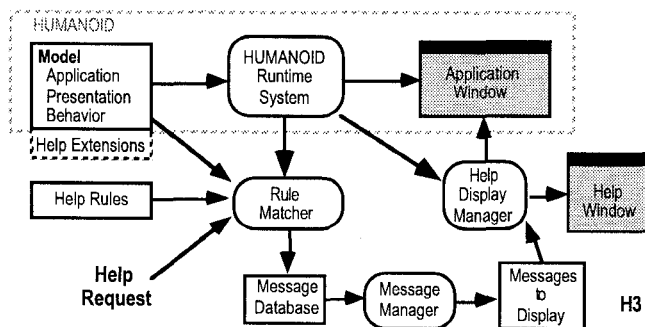 HUMANOID
Model
Application
Presentation
Behavior
HUMANOID
Runtime
System
Application
Window
Help Extensions
Help Rules
Rule
Matcher
Help
Display
Manager
Help
Window
Help
Request
Message
Database
Message
Manager
Messages
to
Display
H3